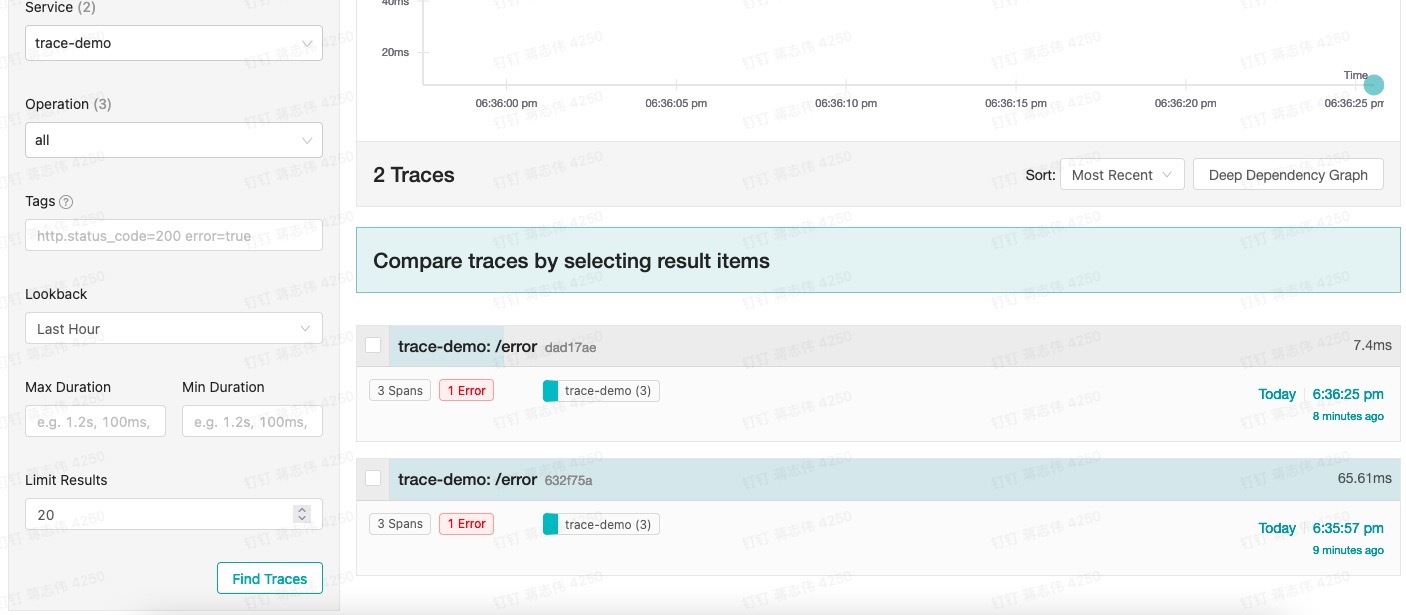 Service (2)
trace-demo
Operation (3)
all
Tags ?
http.status_code=200 error=true
Lookback
Last Hour
Max Duration
Min Duration
e.g. 1.2s, 100ms,
e.g. 1.2s, 100ms,
Limit Results
20
Find Traces
40ms
20ms
Time
06:36:00 pm
06:36:05 pm
06:36:10 pm
06:36:15 pm
06:36:20 pm
06:36:25 pm
2 Traces
Sort: Most Recent
Deep Dependency Graph
Compare traces by selecting result items
trace-demo: /error dad17ae
7.4ms
3 Spans
1 Error
trace-demo (3)
Today 6:36:25 pm
8 minutes ago
trace-demo: /error 632f75a
65.61ms
3 Spans
1 Error
trace-demo (3)
Today 6:35:57 pm
9 minutes ago
钉钉 蒋志伟 4250